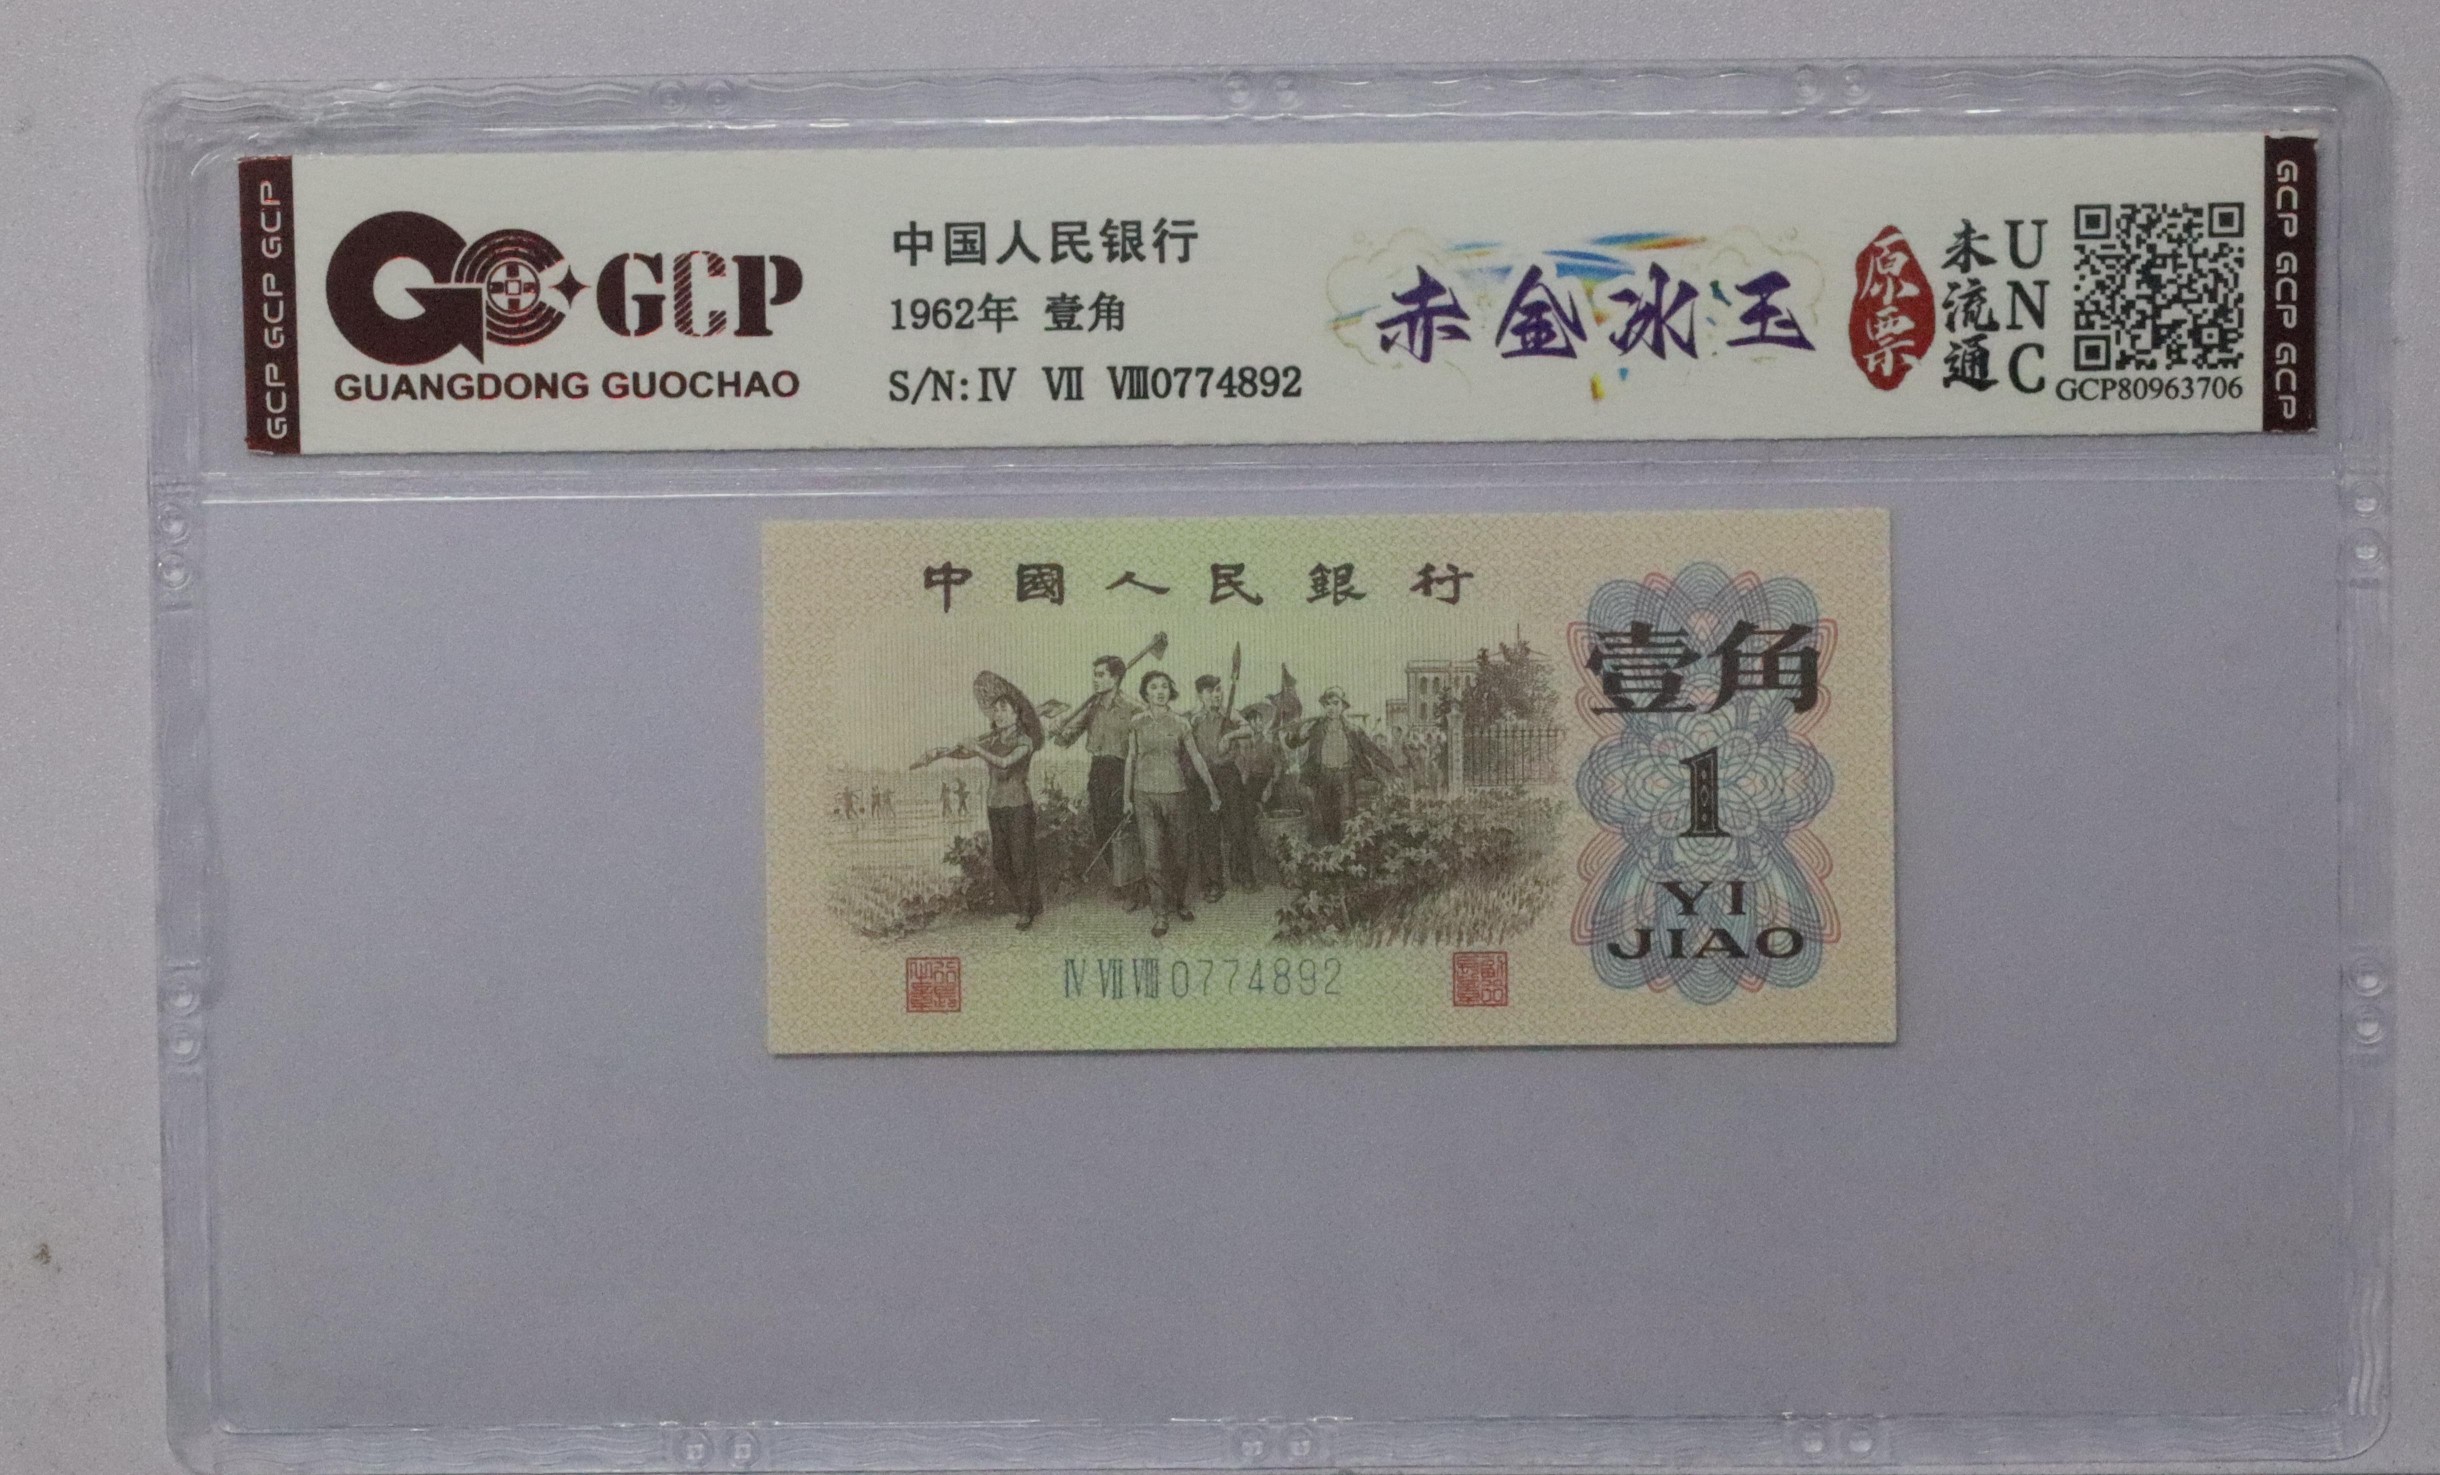 GCP GCP GCP
GCP
GUANGDONG GUOCHAO
中国人民银行
1962年 壹角
S/N: Ⅳ Ⅶ Ⅷ0774892
赤金冰玉
原票
未流通
UNC
GCP80963706
GCP GCP GCP
中國人民銀行
壹角
1
YI
JIAO
Ⅳ Ⅶ Ⅷ 0774892